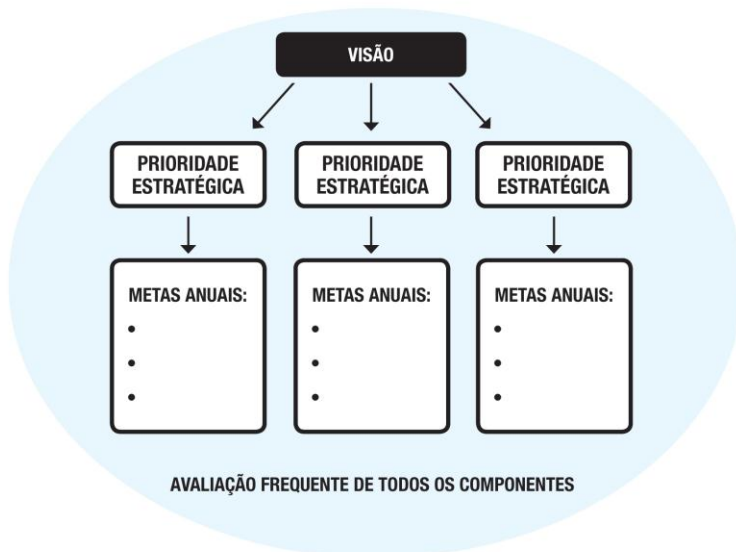 VISÃO
PRIORIDADE
ESTRATÉGICA
PRIORIDADE
ESTRATÉGICA
PRIORIDADE
ESTRATÉGICA
METAS ANUAIS:
•
•
•
METAS ANUAIS:
•
•
•
METAS ANUAIS:
•
•
•
AVALIAÇÃO FREQUENTE DE TODOS OS COMPONENTES